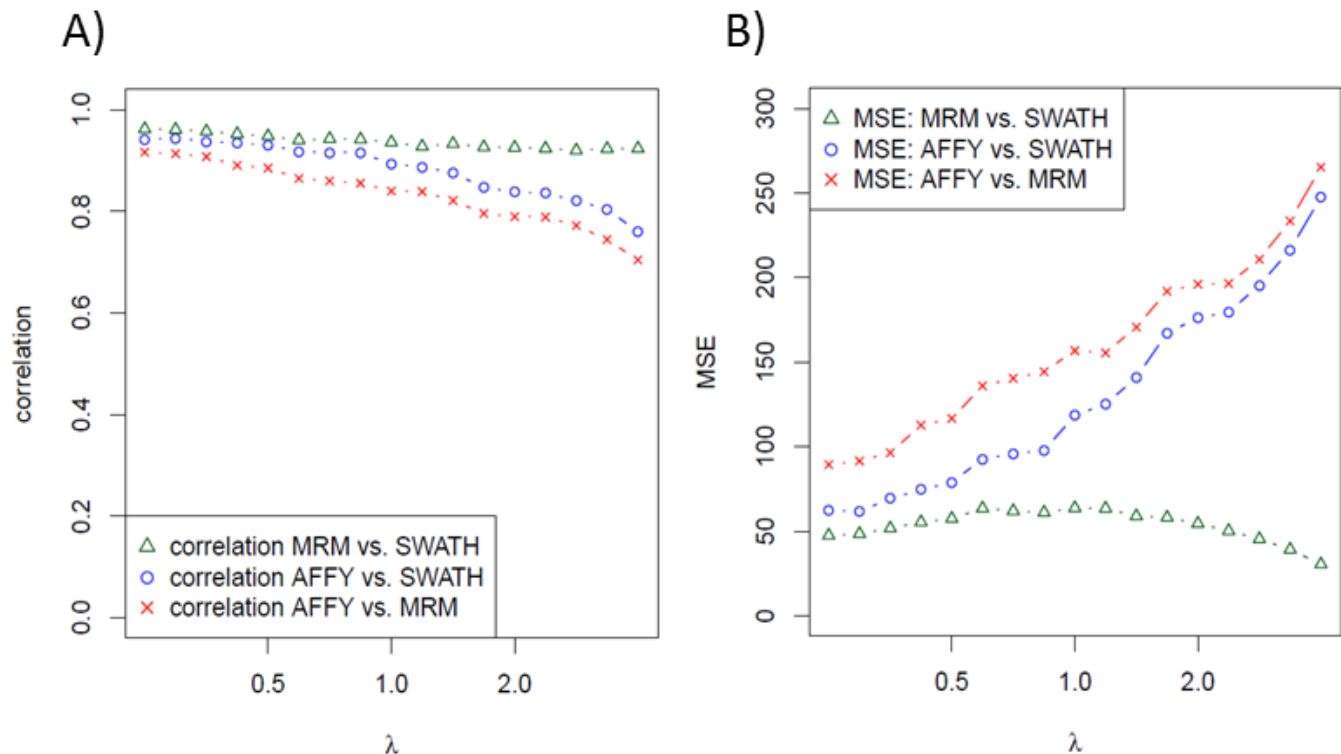 A)
1.0
0.8
0.6
0.4
0.2
0.0
correlation
correlation MRM vs. SWATH
correlation AFFY vs. SWATH
correlation AFFY vs. MRM
0.5 1.0 2.0
λ
B)
300
250
200
150
100
50
0
MSE
MSE: MRM vs. SWATH
MSE: AFFY vs. SWATH
MSE: AFFY vs. MRM
0.5 1.0 2.0
λ